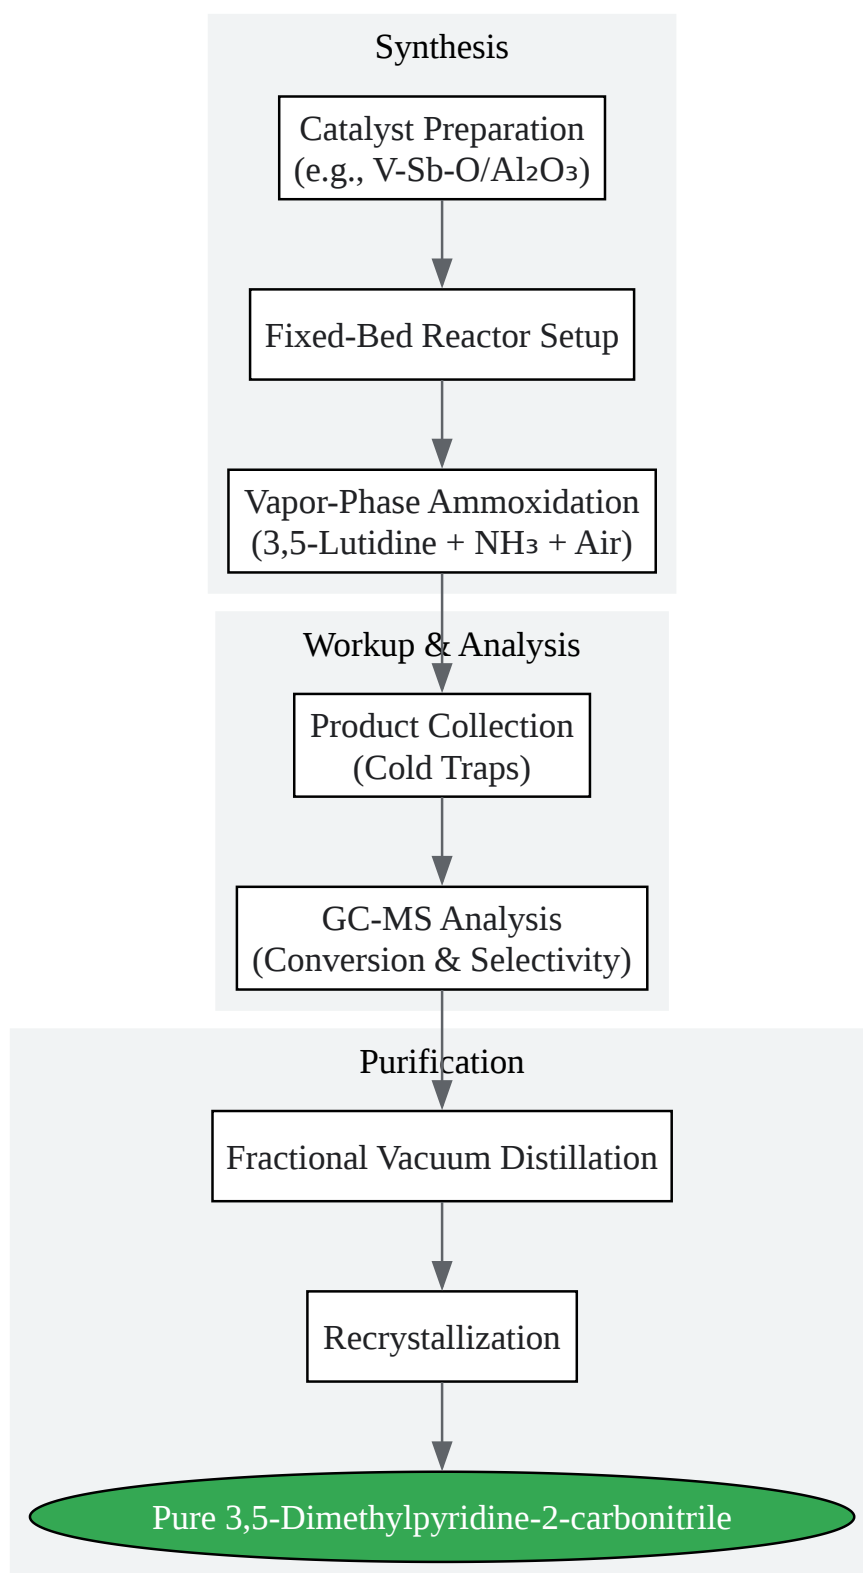 Synthesis
Catalyst Preparation
(e.g., V-Sb-O/Al₂O₃)
Fixed-Bed Reactor Setup
Vapor-Phase Ammoxidation
(3,5-Lutidine + NH₃ + Air)
Workup & Analysis
Product Collection
(Cold Traps)
GC-MS Analysis
(Conversion & Selectivity)
Purification
Fractional Vacuum Distillation
Recrystallization
Pure 3,5-Dimethylpyridine-2-carbonitrile